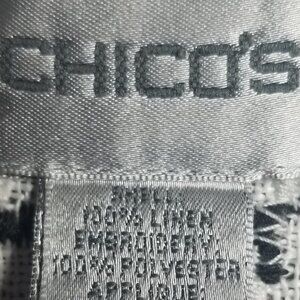 CHICO'S
SHELL:
100% LINEN
EMBROIDERY:
100% POLYESTER
APPLIQUE: